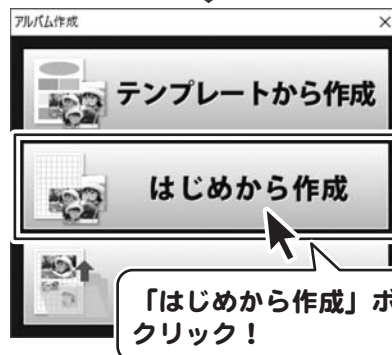 アルバム作成
テンプレートから作成
はじめから作成
「はじめから作成」ボ
クリック！